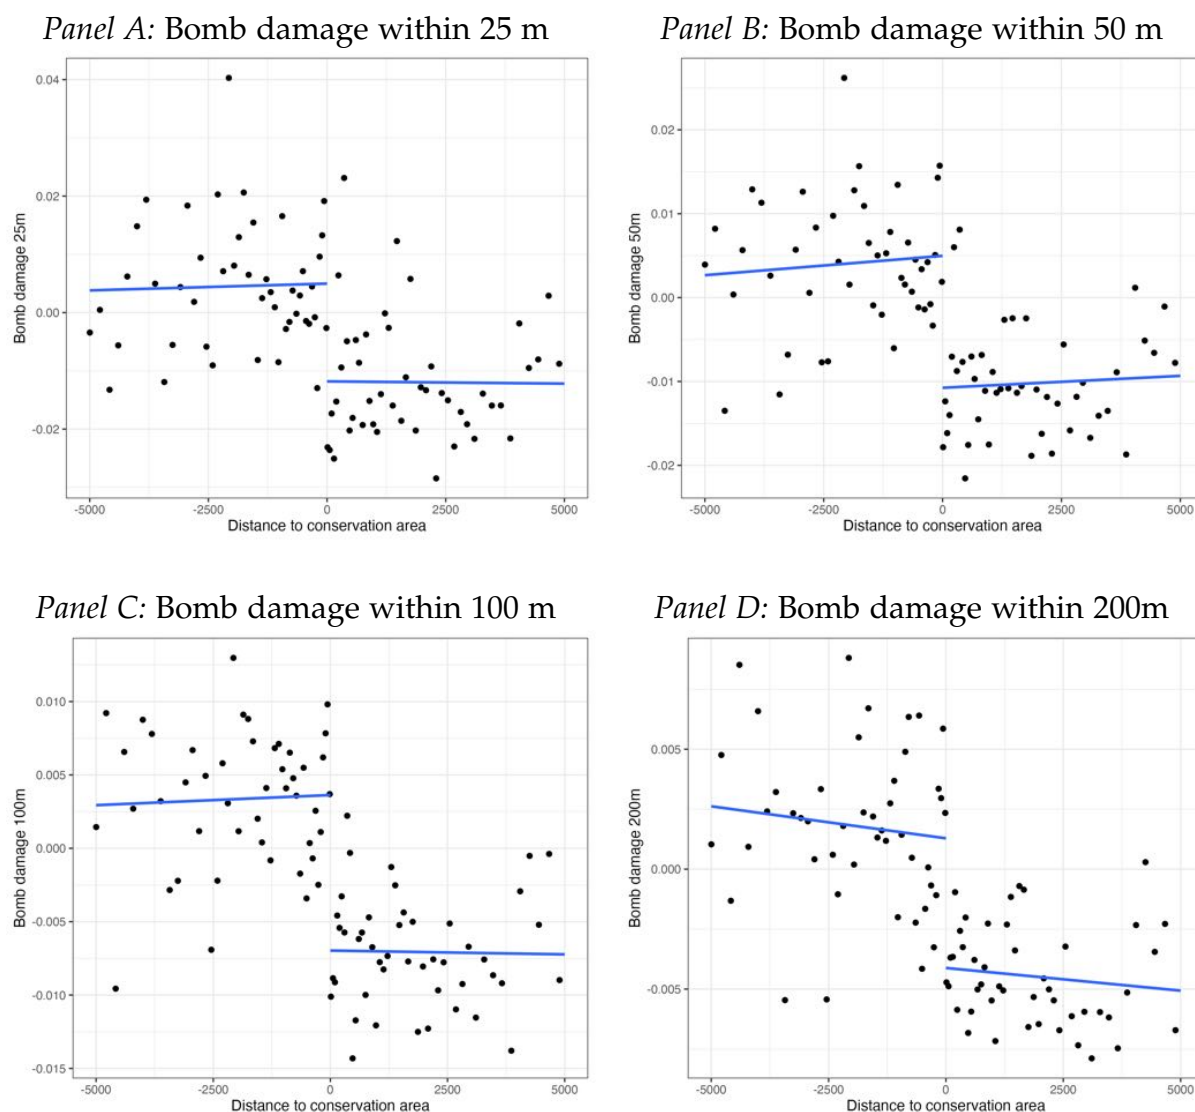 Panel A: Bomb damage within 25 m
Panel B: Bomb damage within 50 m
0.04
0.02
0.00
-0.02
Bomb damage 25m
-5000 -2500 0 2500 5000
Distance to conservation area
0.02
0.01
0.00
-0.01
-0.02
Bomb damage 50m
-5000 -2500 0 2500 5000
Distance to conservation area
Panel C: Bomb damage within 100 m
Panel D: Bomb damage within 200m
0.010
0.005
0.000
-0.005
-0.010
-0.015
Bomb damage 100m
-5000 -2500 0 2500 5000
Distance to conservation area
0.005
0.000
-0.005
Bomb damage 200m
-5000 -2500 0 2500 5000
Distance to conservation area